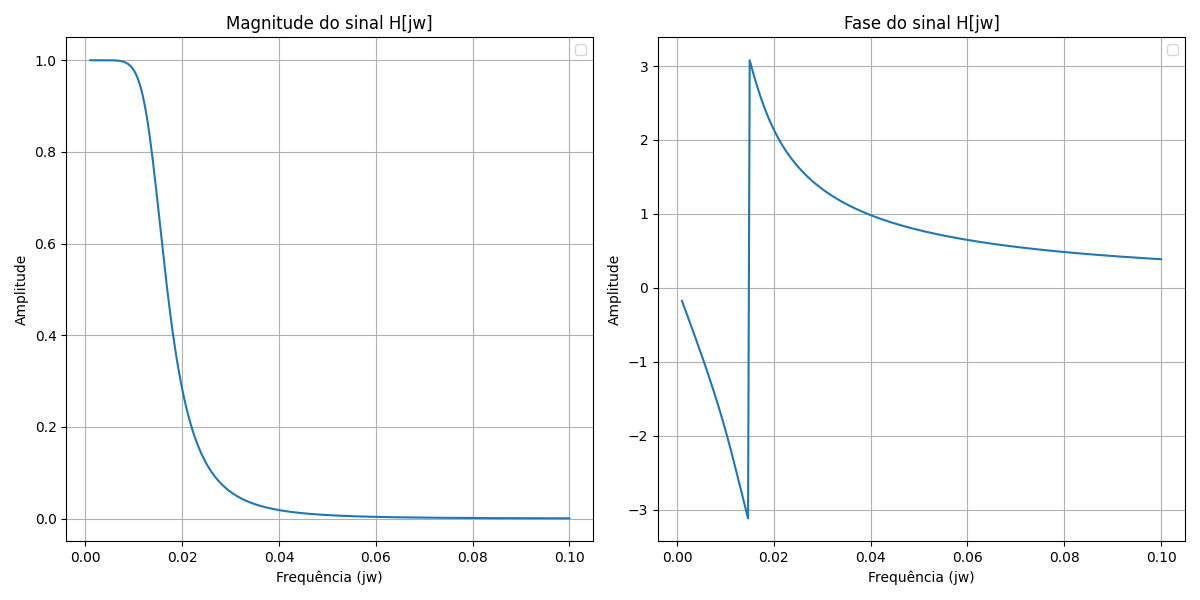 Magnitude do sinal H[jw]
Amplitude
1.0
0.8
0.6
0.4
0.2
0.0
0.00 0.02 0.04 0.06 0.08 0.10
Frequência (jw)
Fase do sinal H[jw]
Amplitude
3
2
1
0
−1
−2
−3
0.00 0.02 0.04 0.06 0.08 0.10
Frequência (jw)